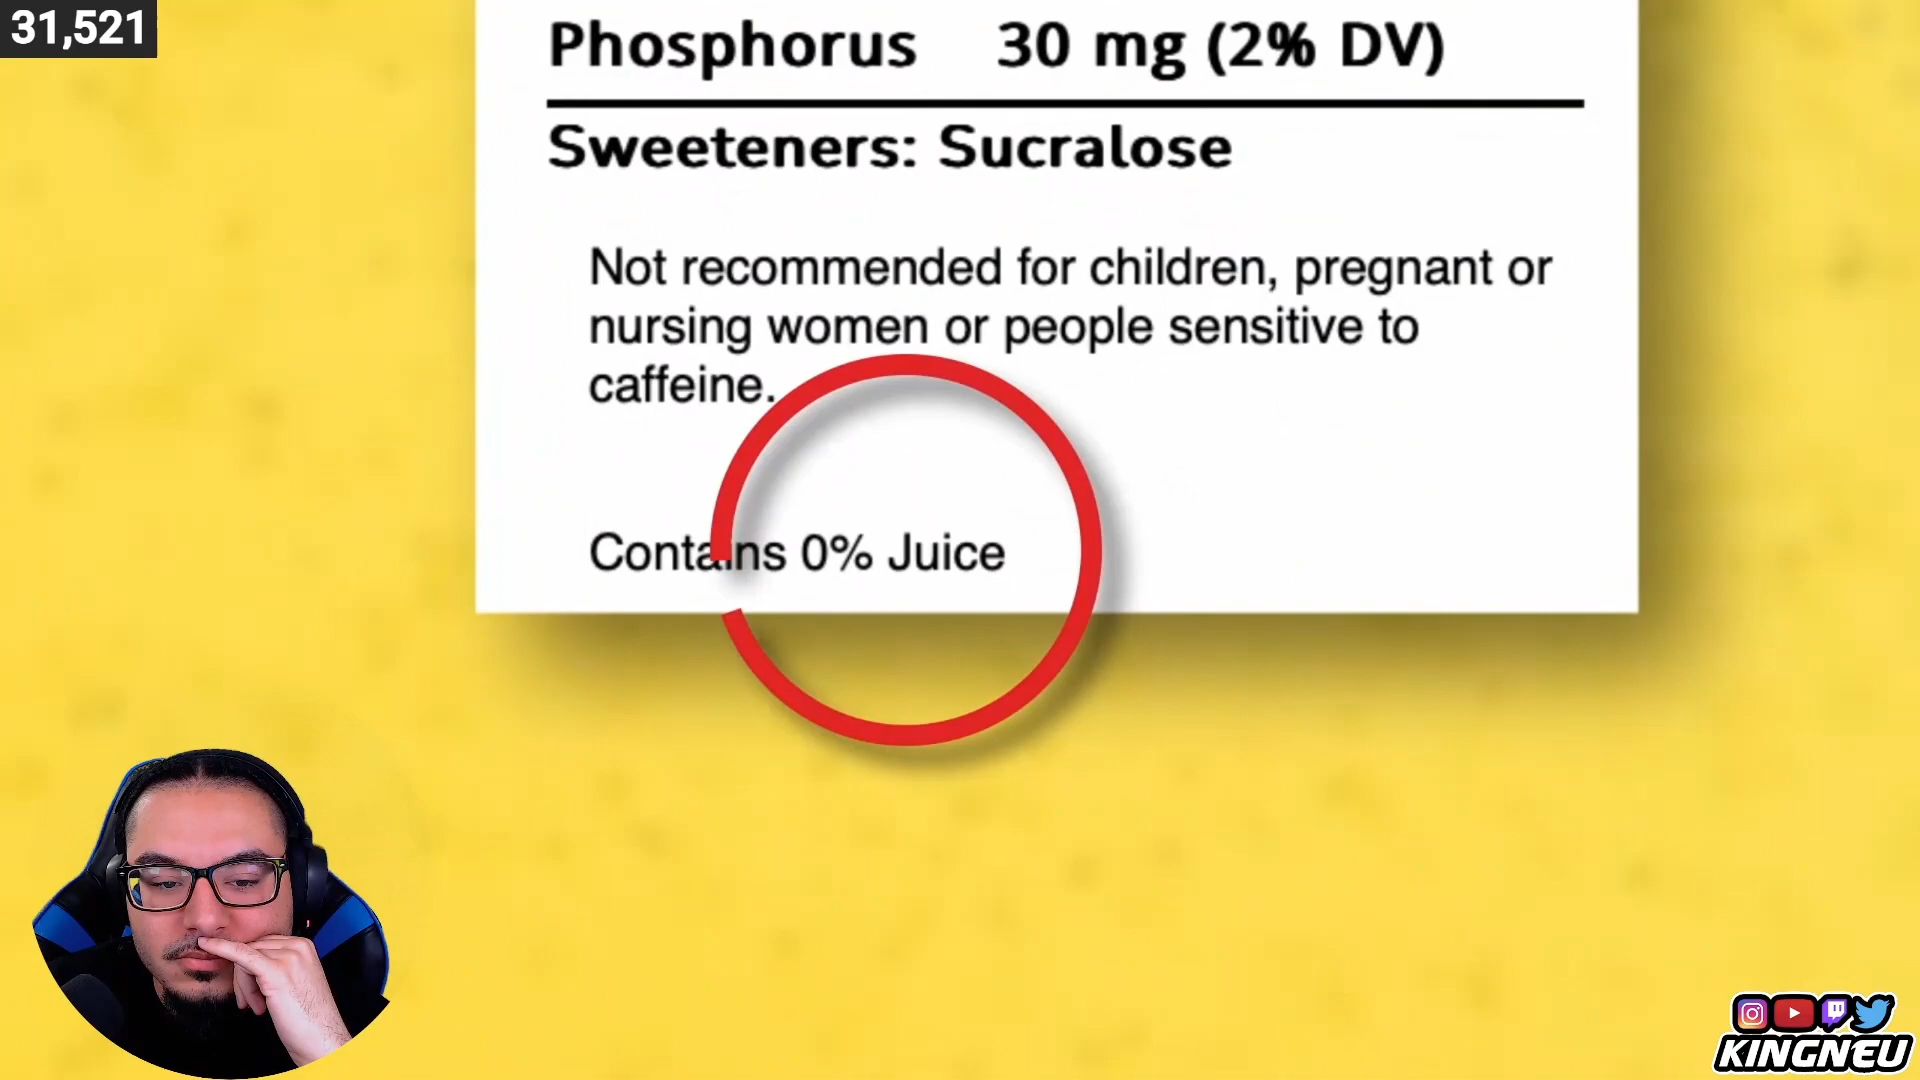 31,521
Phosphorus 30 mg (2% DV)
Sweeteners: Sucralose
Not recommended for children, pregnant or
nursing women or people sensitive to
caffeine.
Contains 0% Juice
KINGNEU